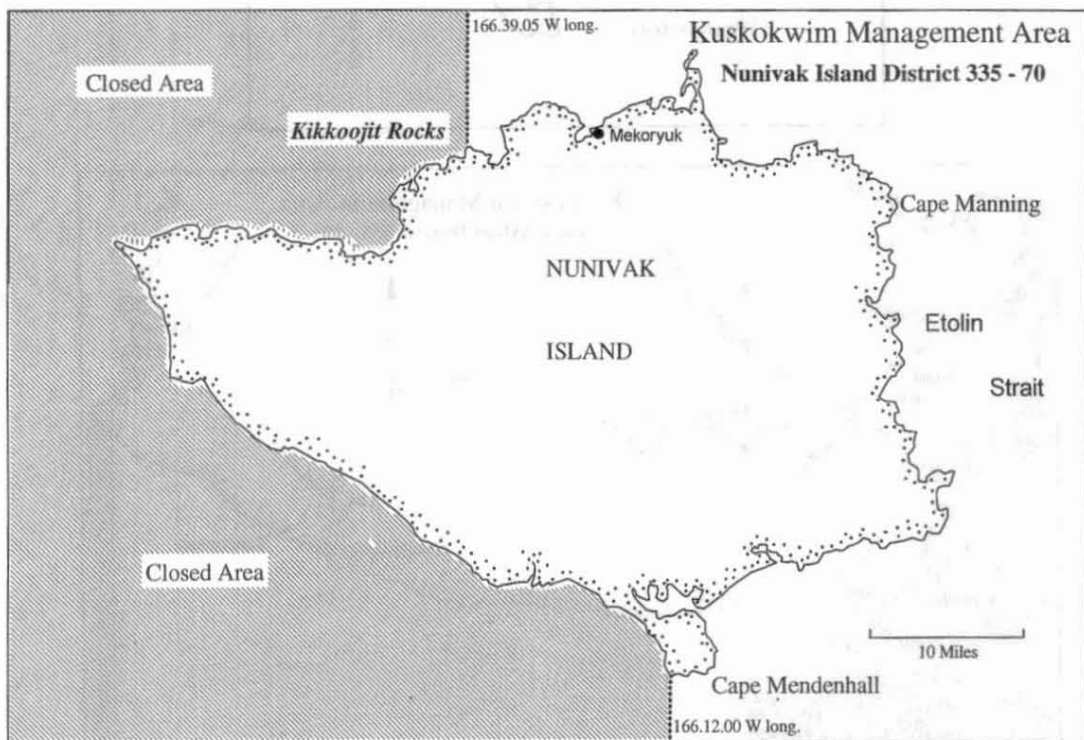 166.39.05 W long.
Kuskokwim Management Area
Nunivak Island District 335 - 70
Closed Area
Kikkoojit Rocks
Mekoryuk
Cape Manning
NUNIVAK
ISLAND
Etolin
Strait
Closed Area
10 Miles
Cape Mendenhall
166.12.00 W long.